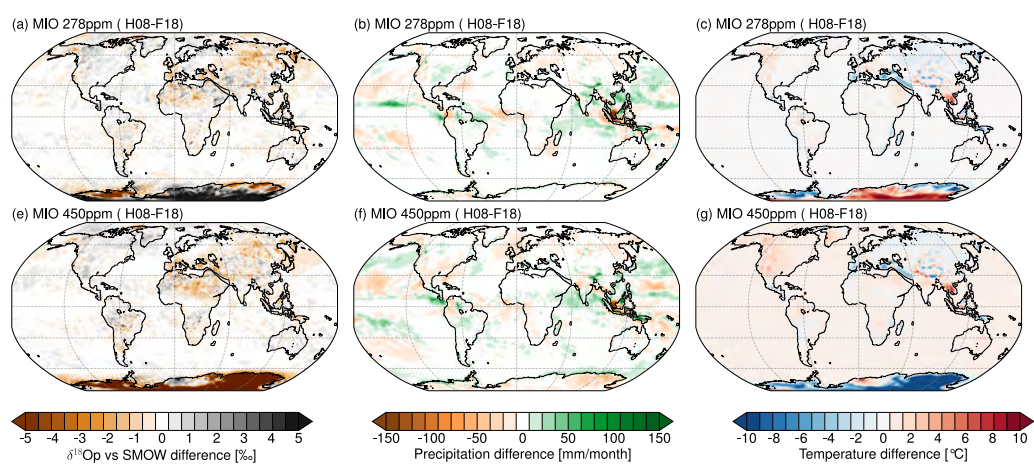 (a) MIO 278ppm ( H08-F18)
(b) MIO 278ppm ( H08-F18)
(c) MIO 278ppm ( H08-F18)
(e) MIO 450ppm ( H08-F18)
(f) MIO 450ppm ( H08-F18)
(g) MIO 450ppm ( H08-F18)
-5 -4 -3 -2 -1 0 1 2 3 4 5
δ¹⁸Op vs SMOW difference [‰]
-150 -100 -50 0 50 100 150
Precipitation difference [mm/month]
-10 -8 -6 -4 -2 0 2 4 6 8 10
Temperature difference [°C]